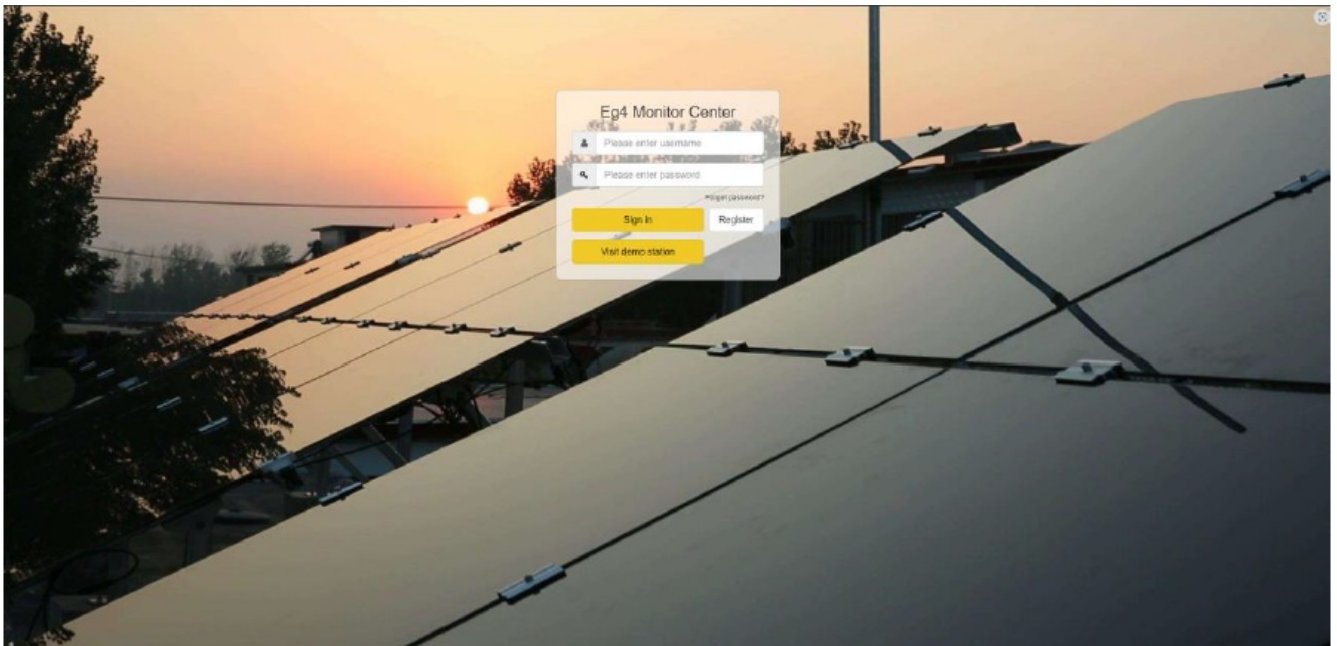 Eg4 Monitor Center
Please enter username
Please enter password
Forget password?
Sign in
Register
Visit demo station